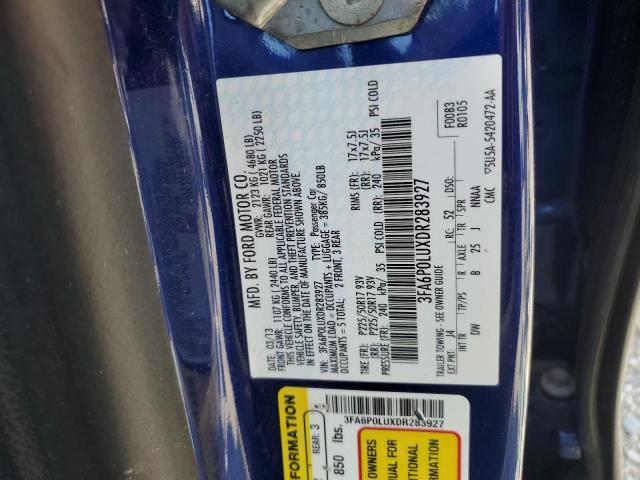 MFD. BY FORD MOTOR CO.
DATE: 03/13 GVWR: 2123 KG ( 4680 LB)
FRONT GAWR: 1107 KG ( 2440 LB) REAR GAWR: 1021 KG ( 2250 LB)
THIS VEHICLE CONFORMS TO ALL APPLICABLE FEDERAL MOTOR
VEHICLE SAFETY, BUMPER, AND THEFT PREVENTION STANDARDS
IN EFFECT ON THE DATE OF MANUFACTURE SHOWN ABOVE.
VIN: 3FA6P0LUXDR283927 TYPE: Passenger Car
MAXIMUM LOAD = OCCUPANTS + LUGGAGE = 385KG / 850LB
OCCUPANTS = 5 TOTAL: 2 FRONT, 3 REAR
TIRE (FR): P225/50R17 93V RIMS (FR): 17x7.5J
RR): P225/50R17 93V (RR): 17x7.5J
PRESSURE (FR): 240 kPa/ 35 PSI COLD (RR): 240 kPa/ 35 PSI COLD
3FA6P0LUXDR283927
TRAILER TOWING - SEE OWNER GUIDE F0083
EXT PNT: J4 RC: 52 DSO: R0105
INT TR TP/PS R AXLE TR SPR
DW B 25 J NNAA
CMC 5U5A-5420472-AA
3FA6P0LUXDR283927
FORMATION
REAR: 3
850 lbs.
OWNERS
UAL FOR
ITIONAL
RMATION